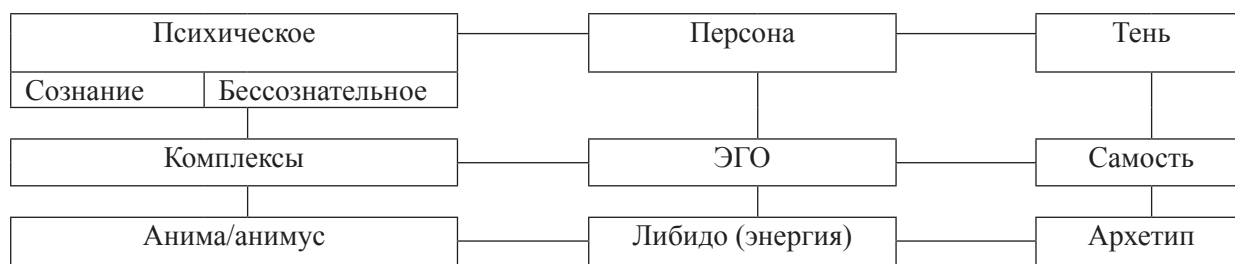 Психическое Персона Тень
Сознание Бессознательное
Комплексы ЭГО Самость
Анима/анимус Либидо (энергия) Архетип